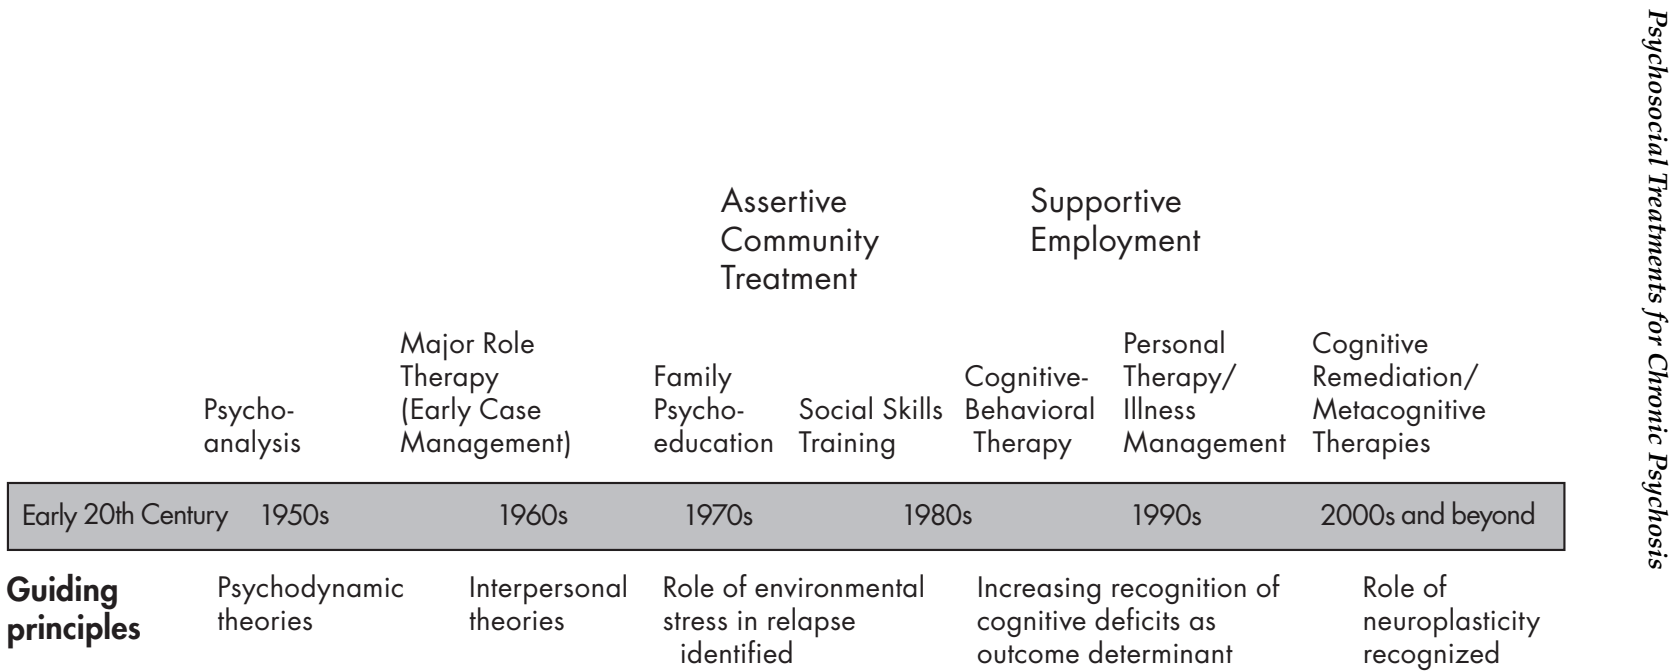 Psychosocial Treatments for Chronic Psychosis
Assertive
Community
Treatment
Supportive
Employment
Psycho-
analysis
Major Role
Therapy
(Early Case
Management)
Family
Psycho-
education
Social Skills
Training
Cognitive-
Behavioral
Therapy
Personal
Therapy/
Illness
Management
Cognitive
Remediation/
Metacognitive
Therapies
Early 20th Century 1950s 1960s 1970s 1980s 1990s 2000s and beyond
Guiding
principles
Psychodynamic
theories
Interpersonal
theories
Role of environmental
stress in relapse
identified
Increasing recognition of
cognitive deficits as
outcome determinant
Role of
neuroplasticity
recognized